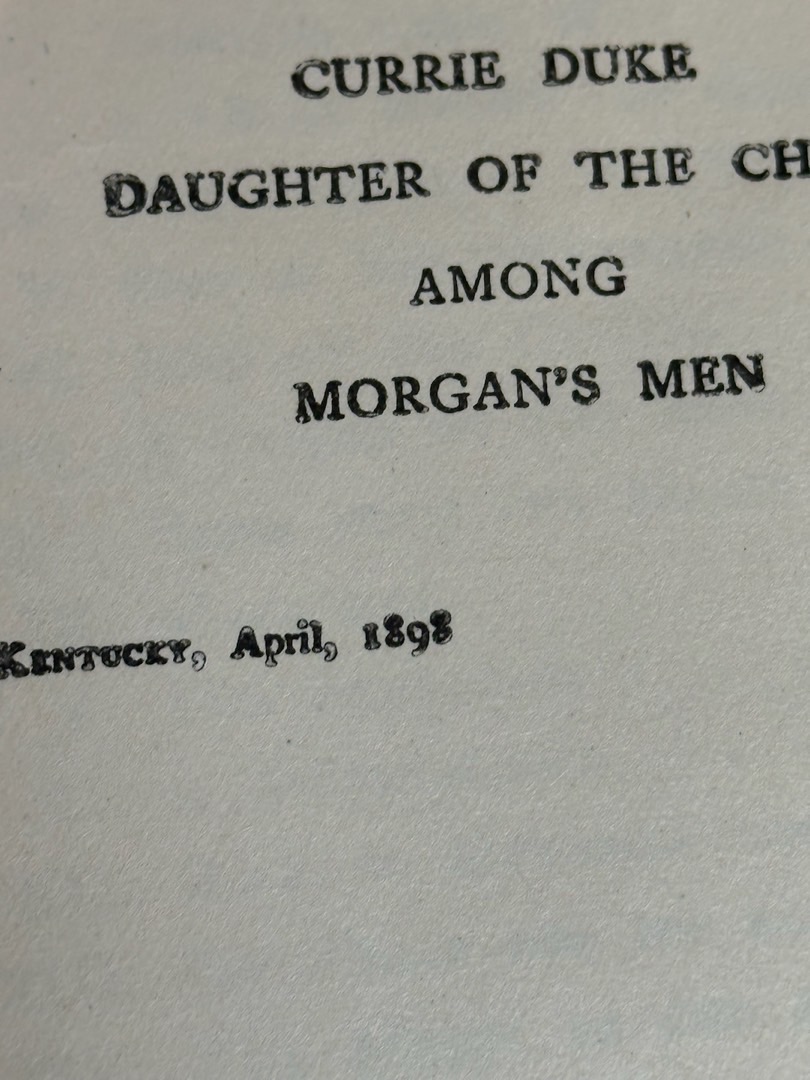 CURRIE DUKE
DAUGHTER OF THE CH
AMONG
MORGAN'S MEN
KENTUCKY, April, 1898